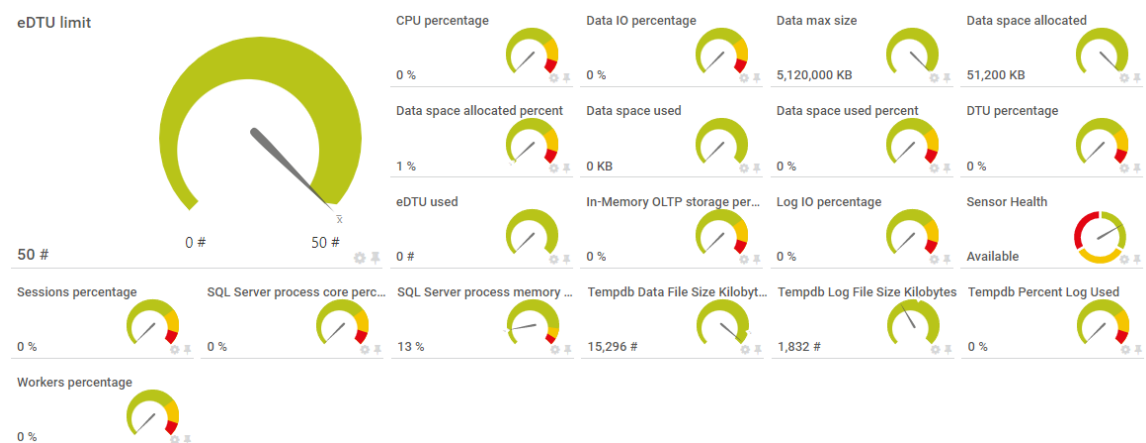 eDTU limit
0 #
50 #
x̄
50 #
CPU percentage
0 %
Data IO percentage
0 %
Data max size
5,120,000 KB
Data space allocated
51,200 KB
Data space allocated percent
1 %
Data space used
0 KB
Data space used percent
0 %
DTU percentage
0 %
eDTU used
0 #
In-Memory OLTP storage per...
0 %
Log IO percentage
0 %
Sensor Health
Available
Sessions percentage
0 %
SQL Server process core perc...
0 %
SQL Server process memory ...
13 %
Tempdb Data File Size Kilobyt...
15,296 #
Tempdb Log File Size Kilobytes
1,832 #
Tempdb Percent Log Used
0 %
Workers percentage
0 %